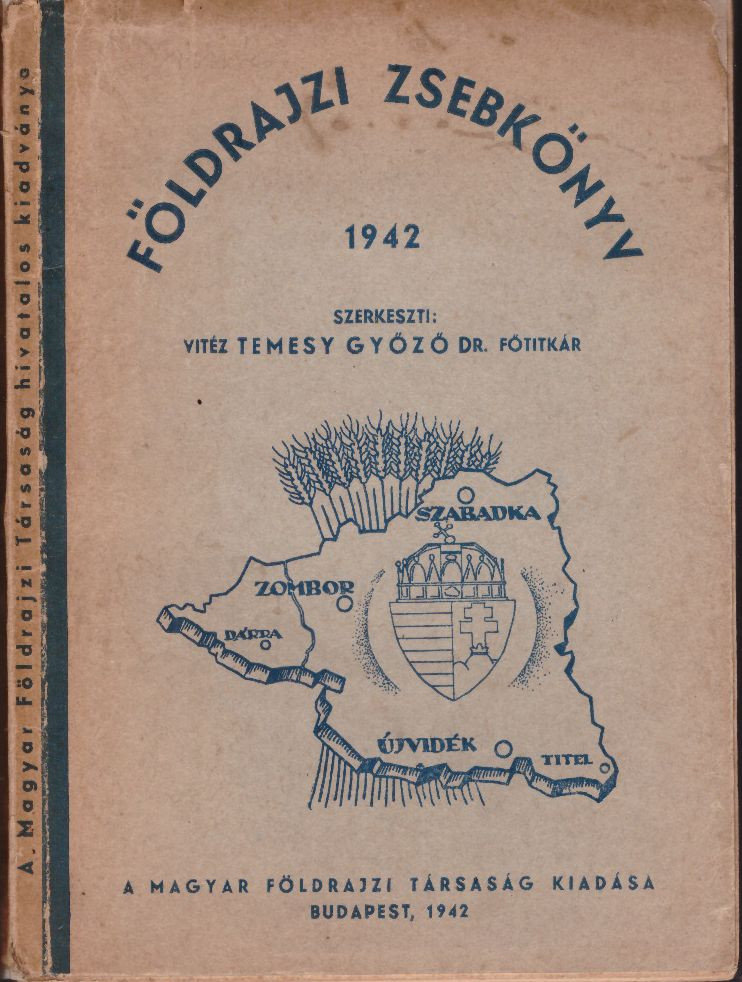 FÖLDRAJZI ZSEBKÖNYV
1942
SZERKESZTI:
VITÉZ TEMESY GYŐZŐ DR. FŐTITKÁR
SZABADKA
ZOMBOR
DÁRDA
ÚJVIDÉK
TITEL
A MAGYAR FÖLDRAJZI TÁRSASÁG KIADÁSA
BUDAPEST, 1942
A. Magyar Földrajzi Társaság hivatalos kiadványa